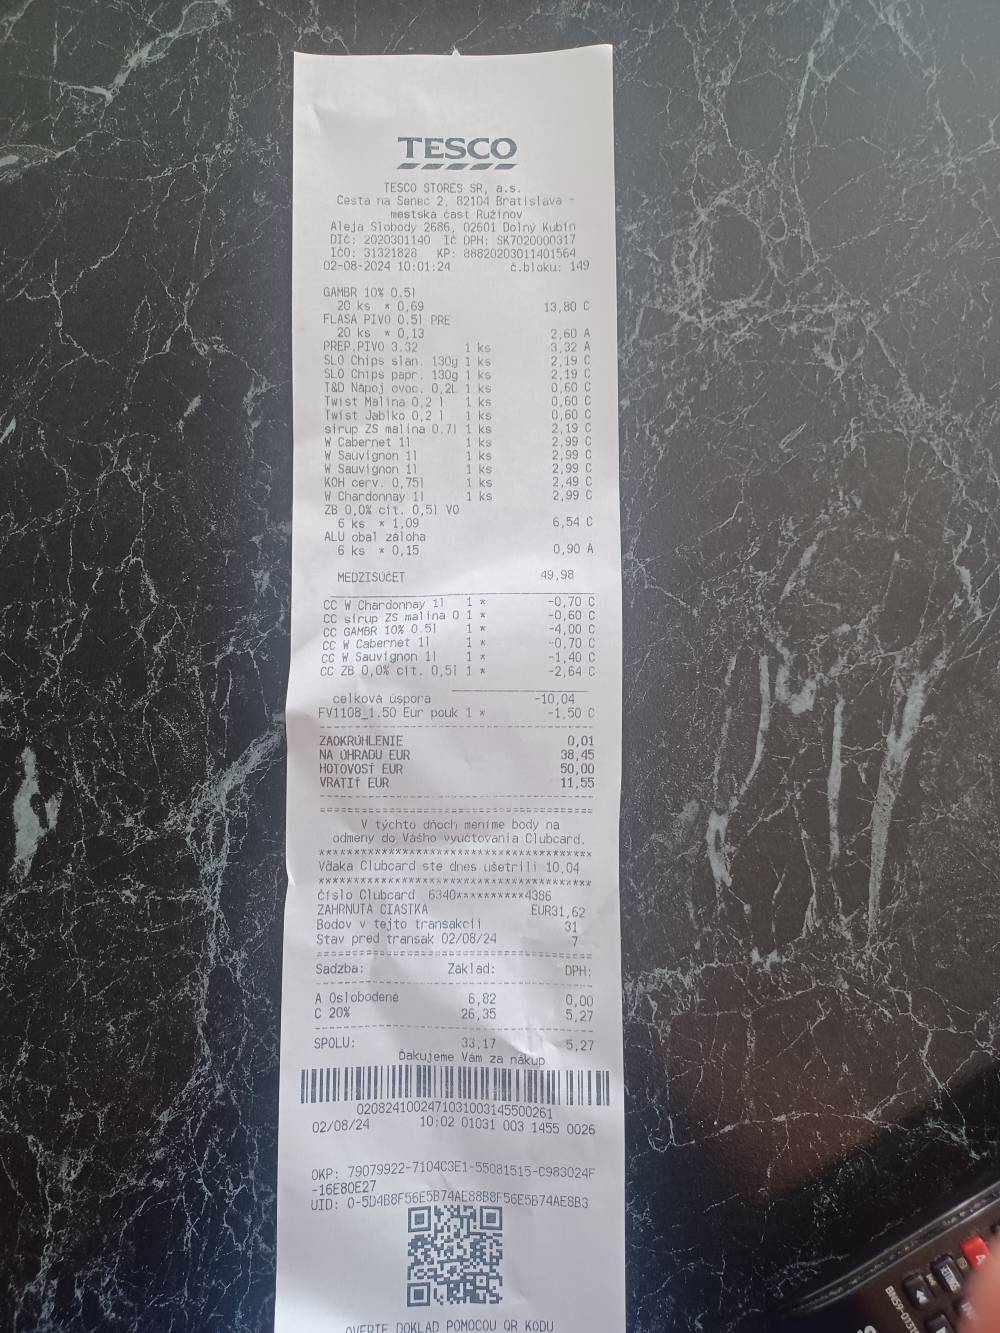 TESCO
TESCO STORES SR, a.s.
Cesta na Senec 2, 82104 Bratislava -
mestská časť Ružinov
Aleja Slobody 2686, 02601 Dolný Kubín
DIČ: 2020301140 IČ DPH: SK7020000317
IČO: 31321828 KP: 88820203011401564
02-08-2024 10:01:24 č.bloku: 149
GAMBR 10% 0.5l
20 ks * 0,69 13,80 C
FLASA PIVO 0.5l PRE
20 ks * 0,13 2,60 A
PREP.PIVO 3.32 1 ks 3,32 A
SLO Chips slan. 130g 1 ks 2,19 C
SLO Chips papr. 130g 1 ks 2,19 C
T&D Nápoj ovoc. 0,2L 1 ks 0,60 C
Twist Malina 0,2 l 1 ks 0,60 C
Twist Jablko 0,2 l 1 ks 0,60 C
sirup ZS malina 0.7l 1 ks 2,19 C
W Cabernet 1l 1 ks 2,99 C
W Sauvignon 1l 1 ks 2,99 C
W Sauvignon 1l 1 ks 2,99 C
KOH cerv. 0,75l 1 ks 2,49 C
W Chardonnay 1l 1 ks 2,99 C
ZB 0,0% cit. 0,5l VO
6 ks * 1,09 6,54 C
ALU obal záloha
6 ks * 0,15 0,90 A
MEDZISÚČET 49,98
CC W Chardonnay 1l 1 * -0,70 C
CC sirup ZS malina 0 1 * -0,60 C
CC GAMBR 10% 0.5l 1 * -4,00 C
CC W Cabernet 1l 1 * -0,70 C
CC W Sauvignon 1l 1 * -1,40 C
CC ZB 0,0% cit. 0,5l 1 * -2,64 C
celková úspora -10,04
FV1108_1.50 Eur pouk 1 * -1,50 C
ZAOKRÚHLENIE 0,01
NA ÚHRADU EUR 38,45
HOTOVOSŤ EUR 50,00
VRÁTIŤ EUR 11,55
V týchto dňoch meníme body na
odmeny do Vášho vyúčtovania Clubcard.
****************************************
Vďaka Clubcard ste dnes ušetrili 10,04
****************************************
Číslo Clubcard 6340**********4386
ZAHRNUTÁ CIASTKA EUR31,62
Bodov v tejto transakcii 31
Stav pred transak 02/08/24 7
Sadzba: Základ: DPH:
A Oslobodené 6,82 0,00
C 20% 26,35 5,27
SPOLU: 33,17 5,27
Ďakujeme Vám za nákup
0208241002471031003145500261
02/08/24 10:02 01031 003 1455 0026
OKP: 79079922-7104C3E1-55081515-C983024F
-16E80E27
UID: O-5D4B8F56E5B74AE88B8F56E5B74AE8B3
OVERTE DOKLAD POMOCOU QR KÓDU